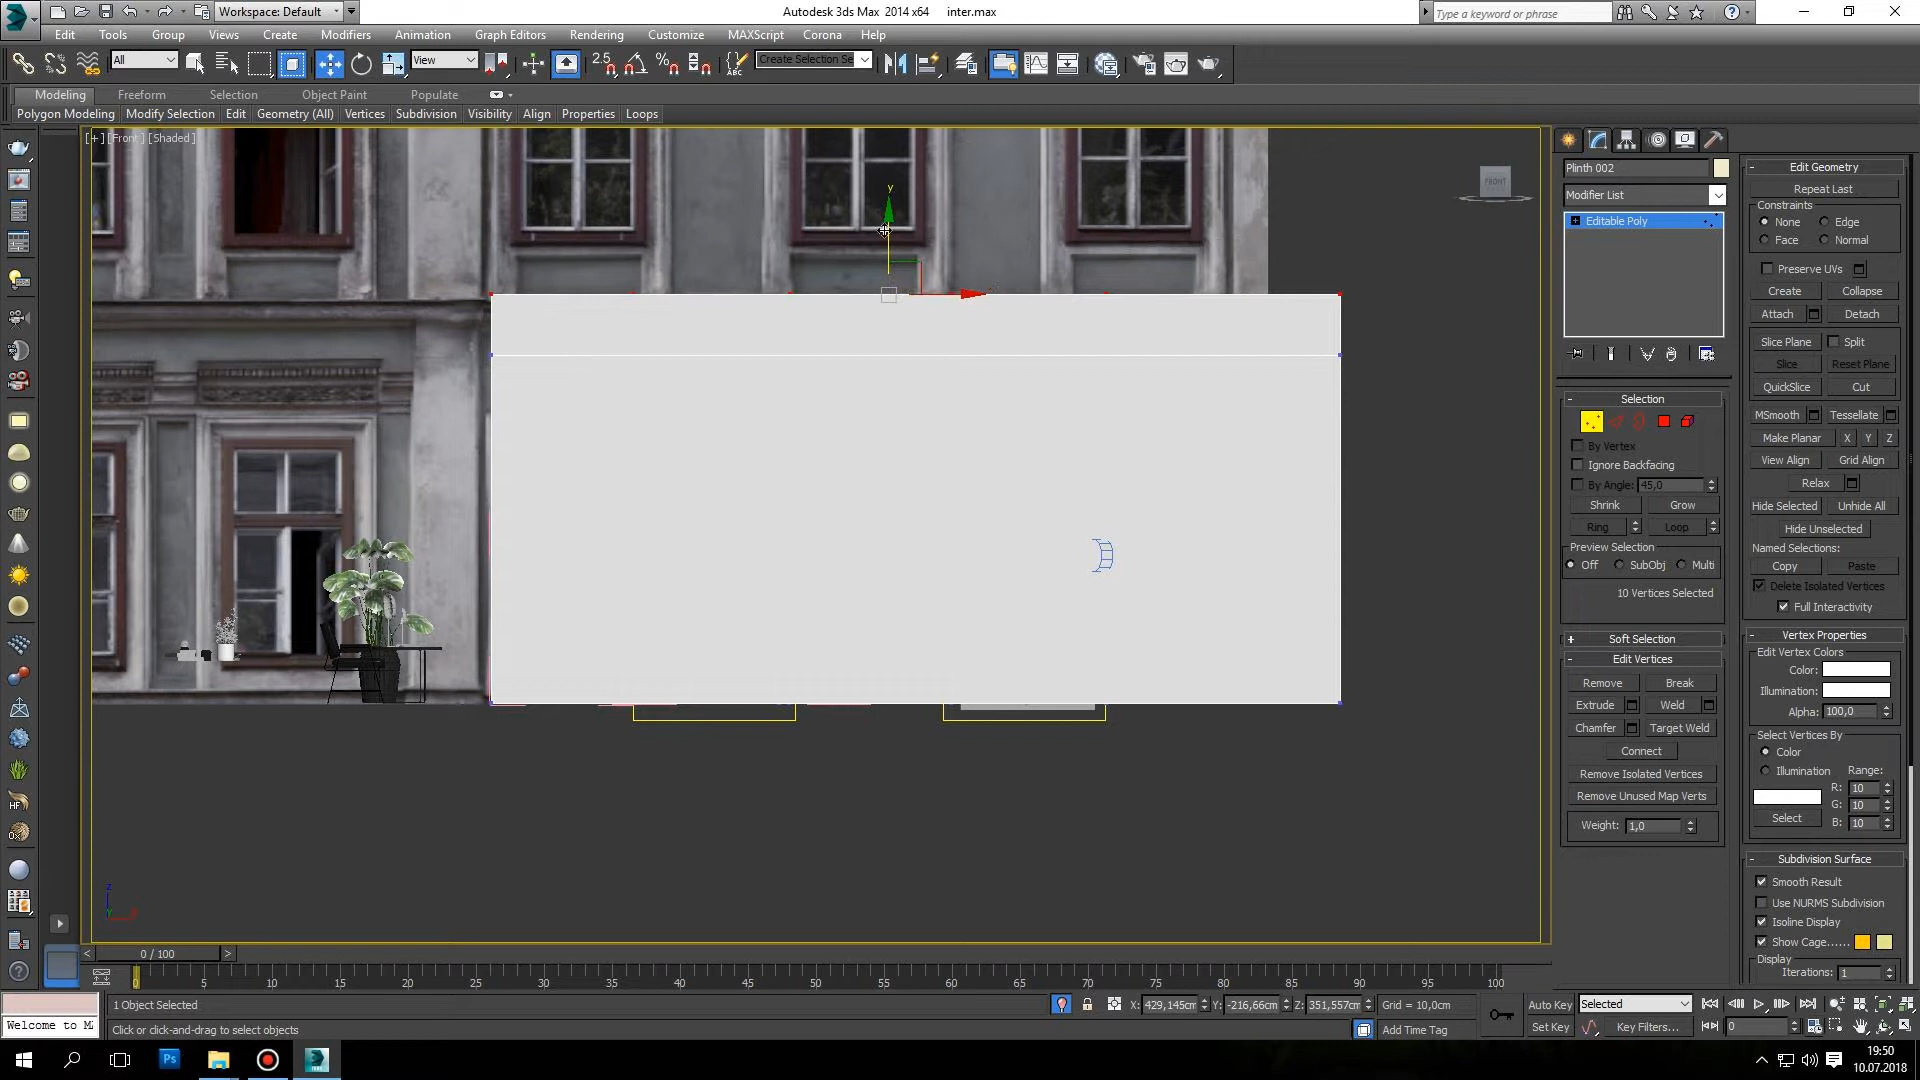 Workspace: Default
Autodesk 3ds Max 2014 x64 inter.max
Type a keyword or phrase
Edit Tools Group Views Create Modifiers Animation Graph Editors Rendering Customize MAXScript Corona Help
All
View
2.5
Create Selection Se
Modeling Freeform Selection Object Paint Populate
Polygon Modeling Modify Selection Edit Geometry (All) Vertices Subdivision Visibility Align Properties Loops
[+] [Front] [Shaded]
FRONT
y
Plinth 002
Modifier List
Editable Poly
Selection
By Vertex
Ignore Backfacing
By Angle: 45,0
Shrink Grow
Ring Loop
Preview Selection
Off SubObj Multi
10 Vertices Selected
Soft Selection
Edit Vertices
Remove Break
Extrude Weld
Chamfer Target Weld
Connect
Remove Isolated Vertices
Remove Unused Map Verts
Weight: 1,0
Edit Geometry
Repeat Last
Constraints
None Edge
Face Normal
Preserve UVs
Create Collapse
Attach Detach
Slice Plane Split
Slice Reset Plane
QuickSlice Cut
MSmooth Tessellate
Make Planar X Y Z
View Align Grid Align
Relax
Hide Selected Unhide All
Hide Unselected
Named Selections:
Copy Paste
Delete Isolated Vertices
Full Interactivity
Vertex Properties
Edit Vertex Colors
Color:
Illumination:
Alpha: 100,0
Select Vertices By
Color
Illumination Range:
R: 10
G: 10
Select B: 10
Subdivision Surface
Smooth Result
Use NURMS Subdivision
Isoline Display
Show Cage......
Display
Iterations: 1
< 0 / 100 >
0 5 10 15 20 25 30 35 40 45 50 55 60 65 70 75 80 85 90 95 100
1 Object Selected
X: 429,145cm Y: -216,66cm Z: 351,557cm Grid = 10,0cm
Auto Key Selected
Welcome to M
Click or click-and-drag to select objects
Add Time Tag
Set Key Key Filters... 0
19:50
10.07.2018